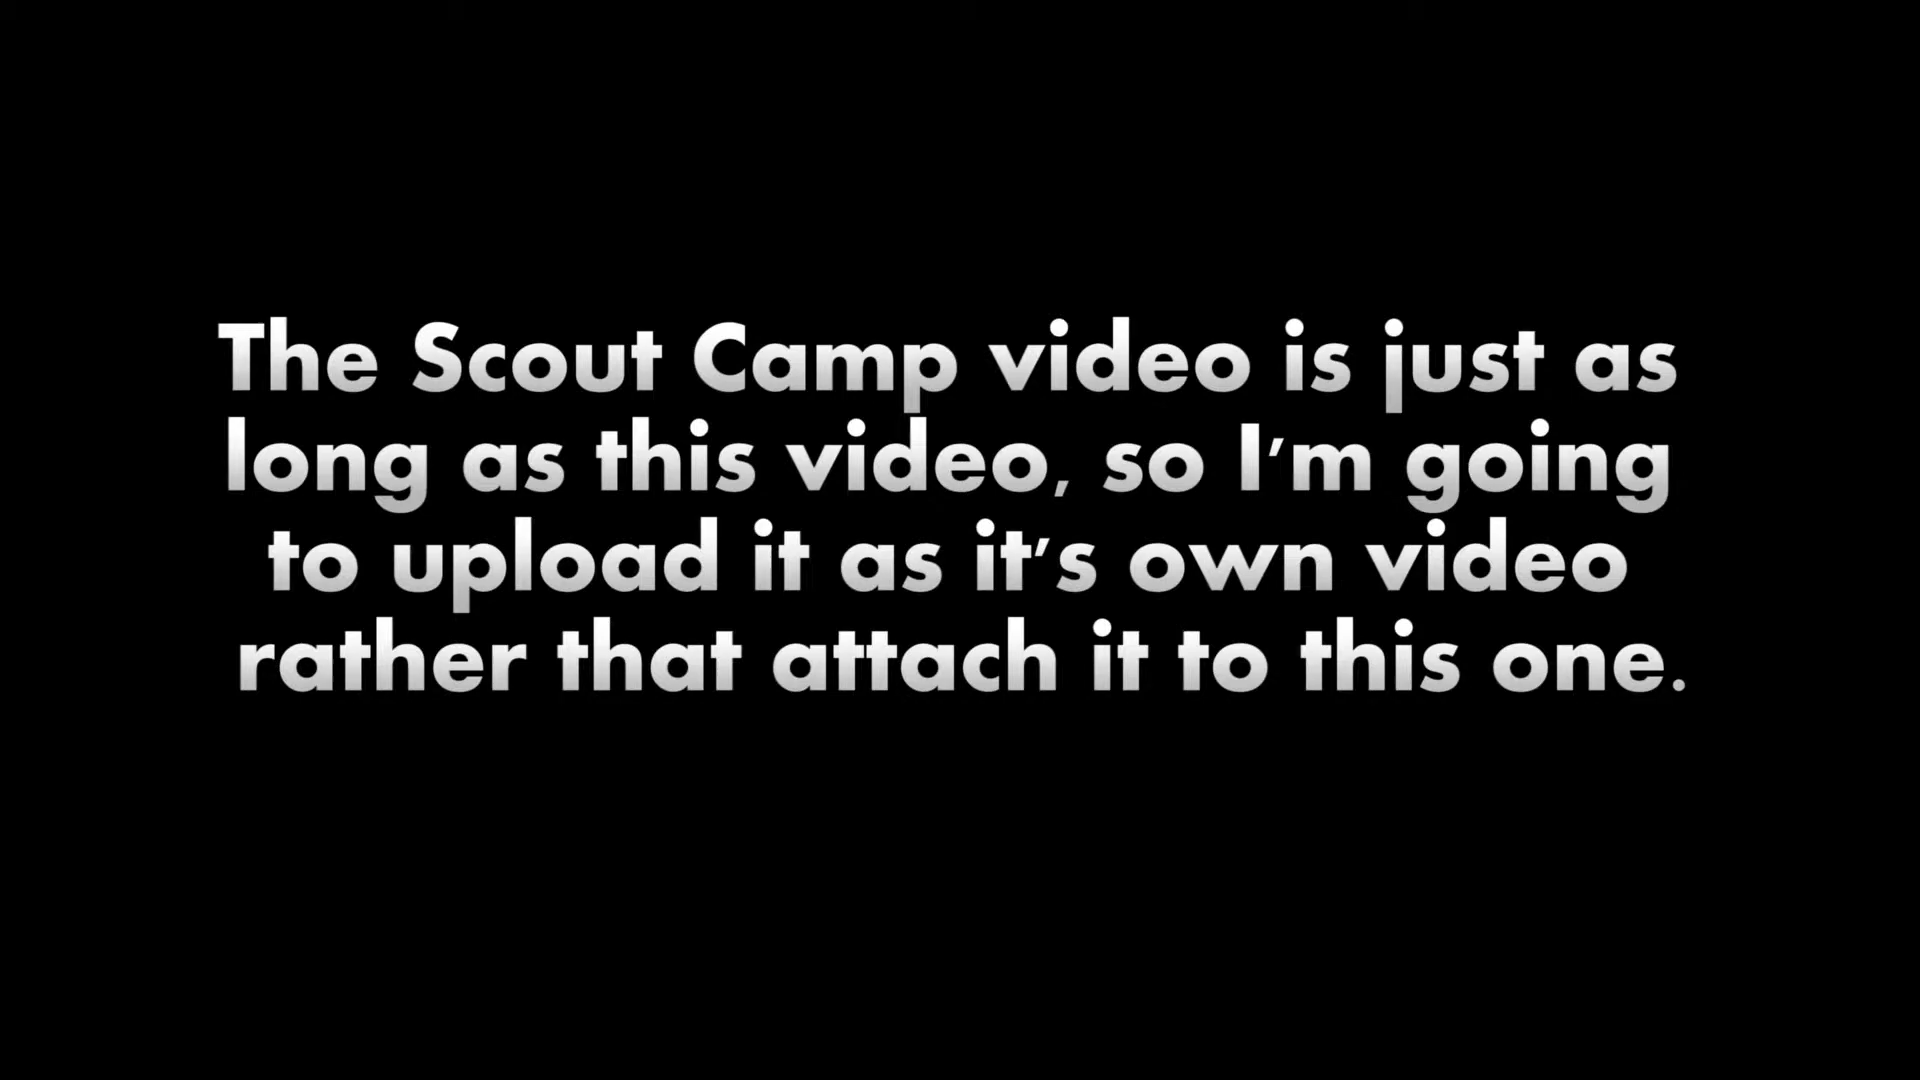 The Scout Camp video is just as
long as this video, so I'm going
to upload it as it's own video
rather that attach it to this one.